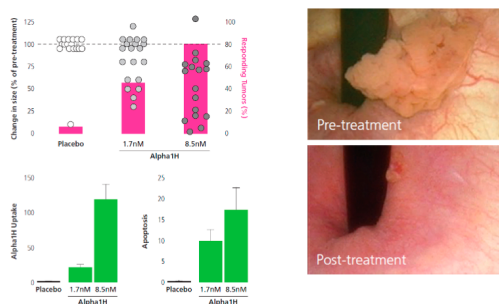 Change in size (% of pre-treatment)
125
100
75
50
25
0
100
80
60
40
20
0
Responding Tumors (%)
Placebo
1.7nM
8.5nM
Alpha1H
Alpha1H Uptake
150
100
50
0
Placebo
1.7nM
8.5nM
Alpha1H
Apoptosis
25
20
15
10
5
0
Placebo
1.7nM
8.5nM
Alpha1H
Pre-treatment
Post-treatment